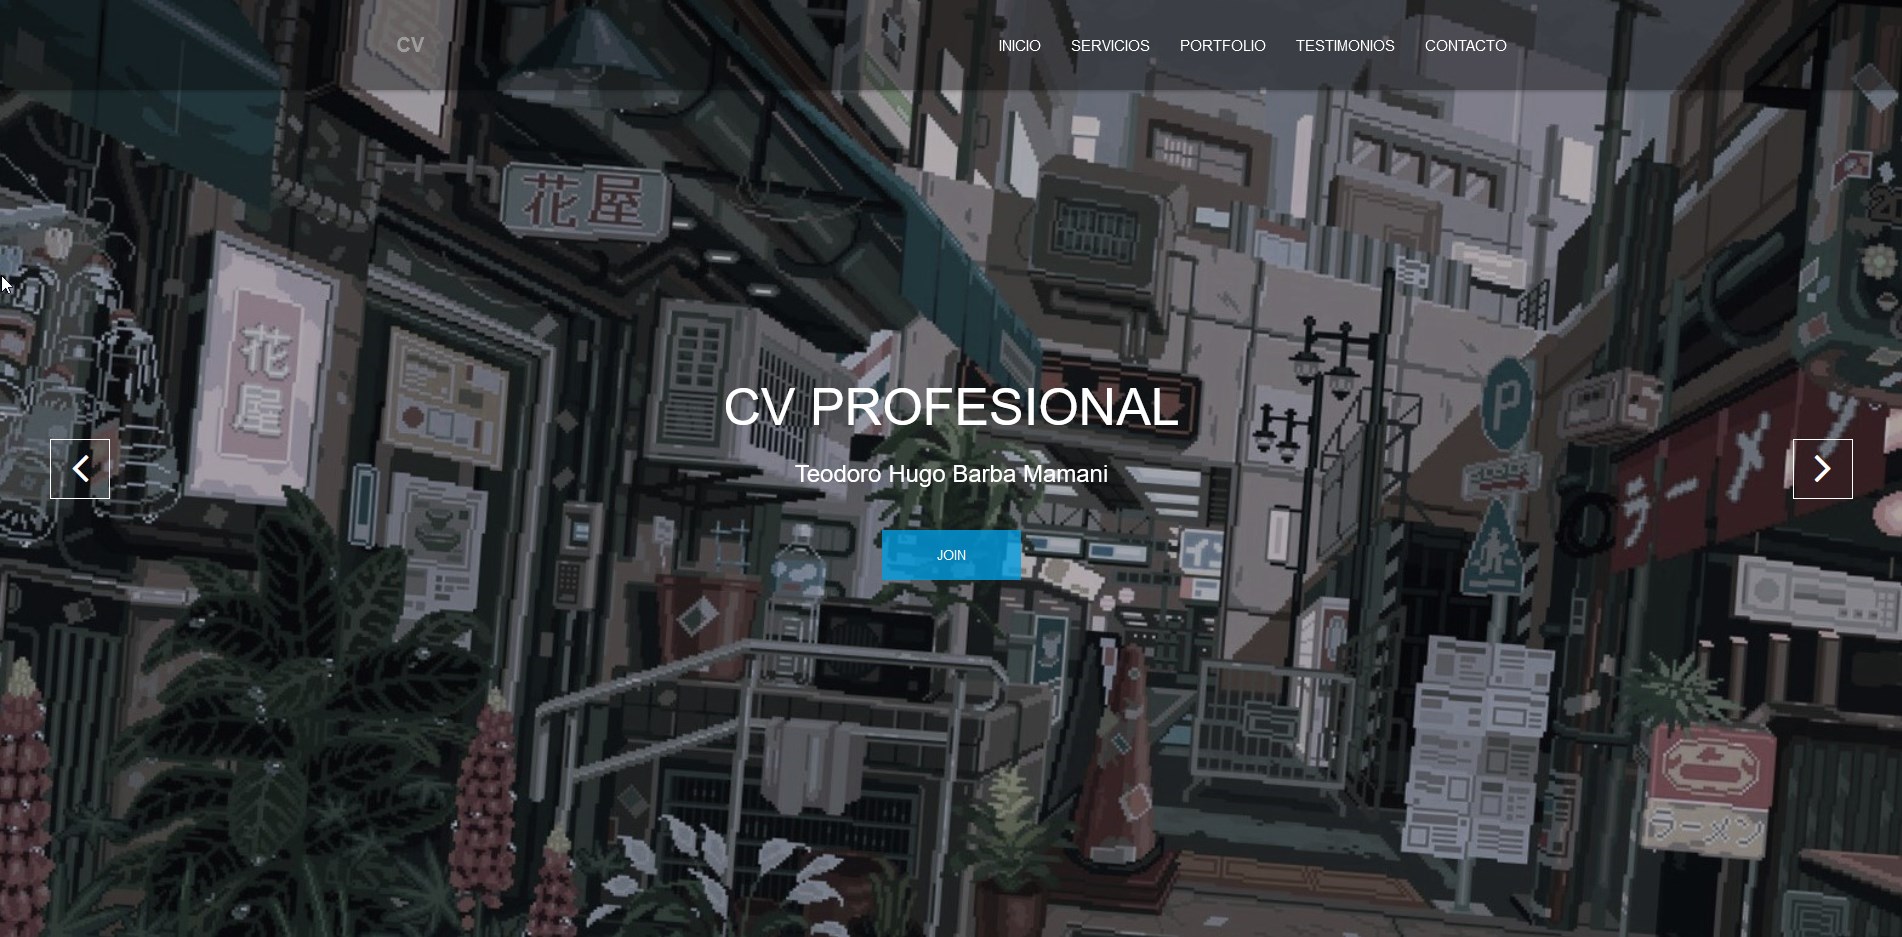 CV
INICIO SERVICIOS PORTFOLIO TESTIMONIOS CONTACTO
花屋
花屋
CV PROFESIONAL
Teodoro Hugo Barba Mamani
P
JOIN
ラーメ
ラーメン